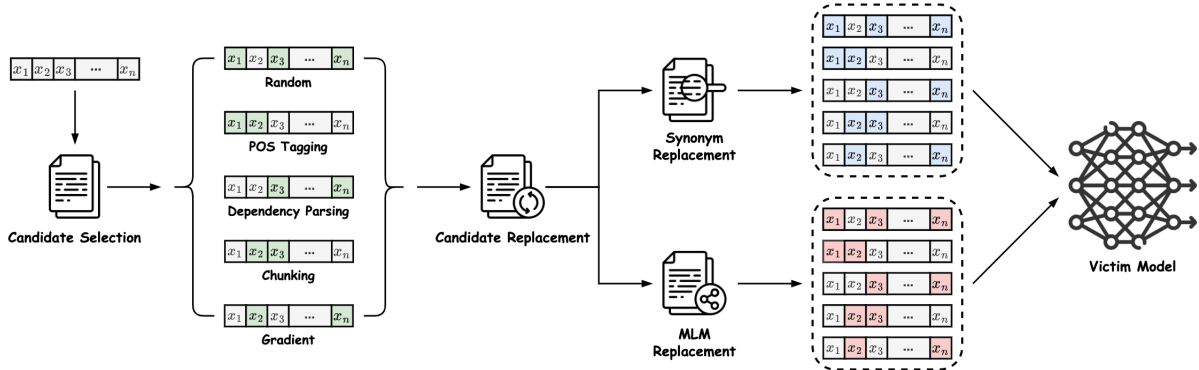 x₁ x₂ x₃ ... xₙ
Candidate Selection
x₁ x₂ x₃ ... xₙ
Random
x₁ x₂ x₃ ... xₙ
POS Tagging
x₁ x₂ x₃ ... xₙ
Dependency Parsing
x₁ x₂ x₃ ... xₙ
Chunking
x₁ x₂ x₃ ... xₙ
Gradient
Candidate Replacement
Synonym
Replacement
MLM
Replacement
x₁ x₂ x₃ ... xₙ
x₁ x₂ x₃ ... xₙ
x₁ x₂ x₃ ... xₙ
x₁ x₂ x₃ ... xₙ
x₁ x₂ x₃ ... xₙ
x₁ x₂ x₃ ... xₙ
x₁ x₂ x₃ ... xₙ
x₁ x₂ x₃ ... xₙ
x₁ x₂ x₃ ... xₙ
x₁ x₂ x₃ ... xₙ
Victim Model